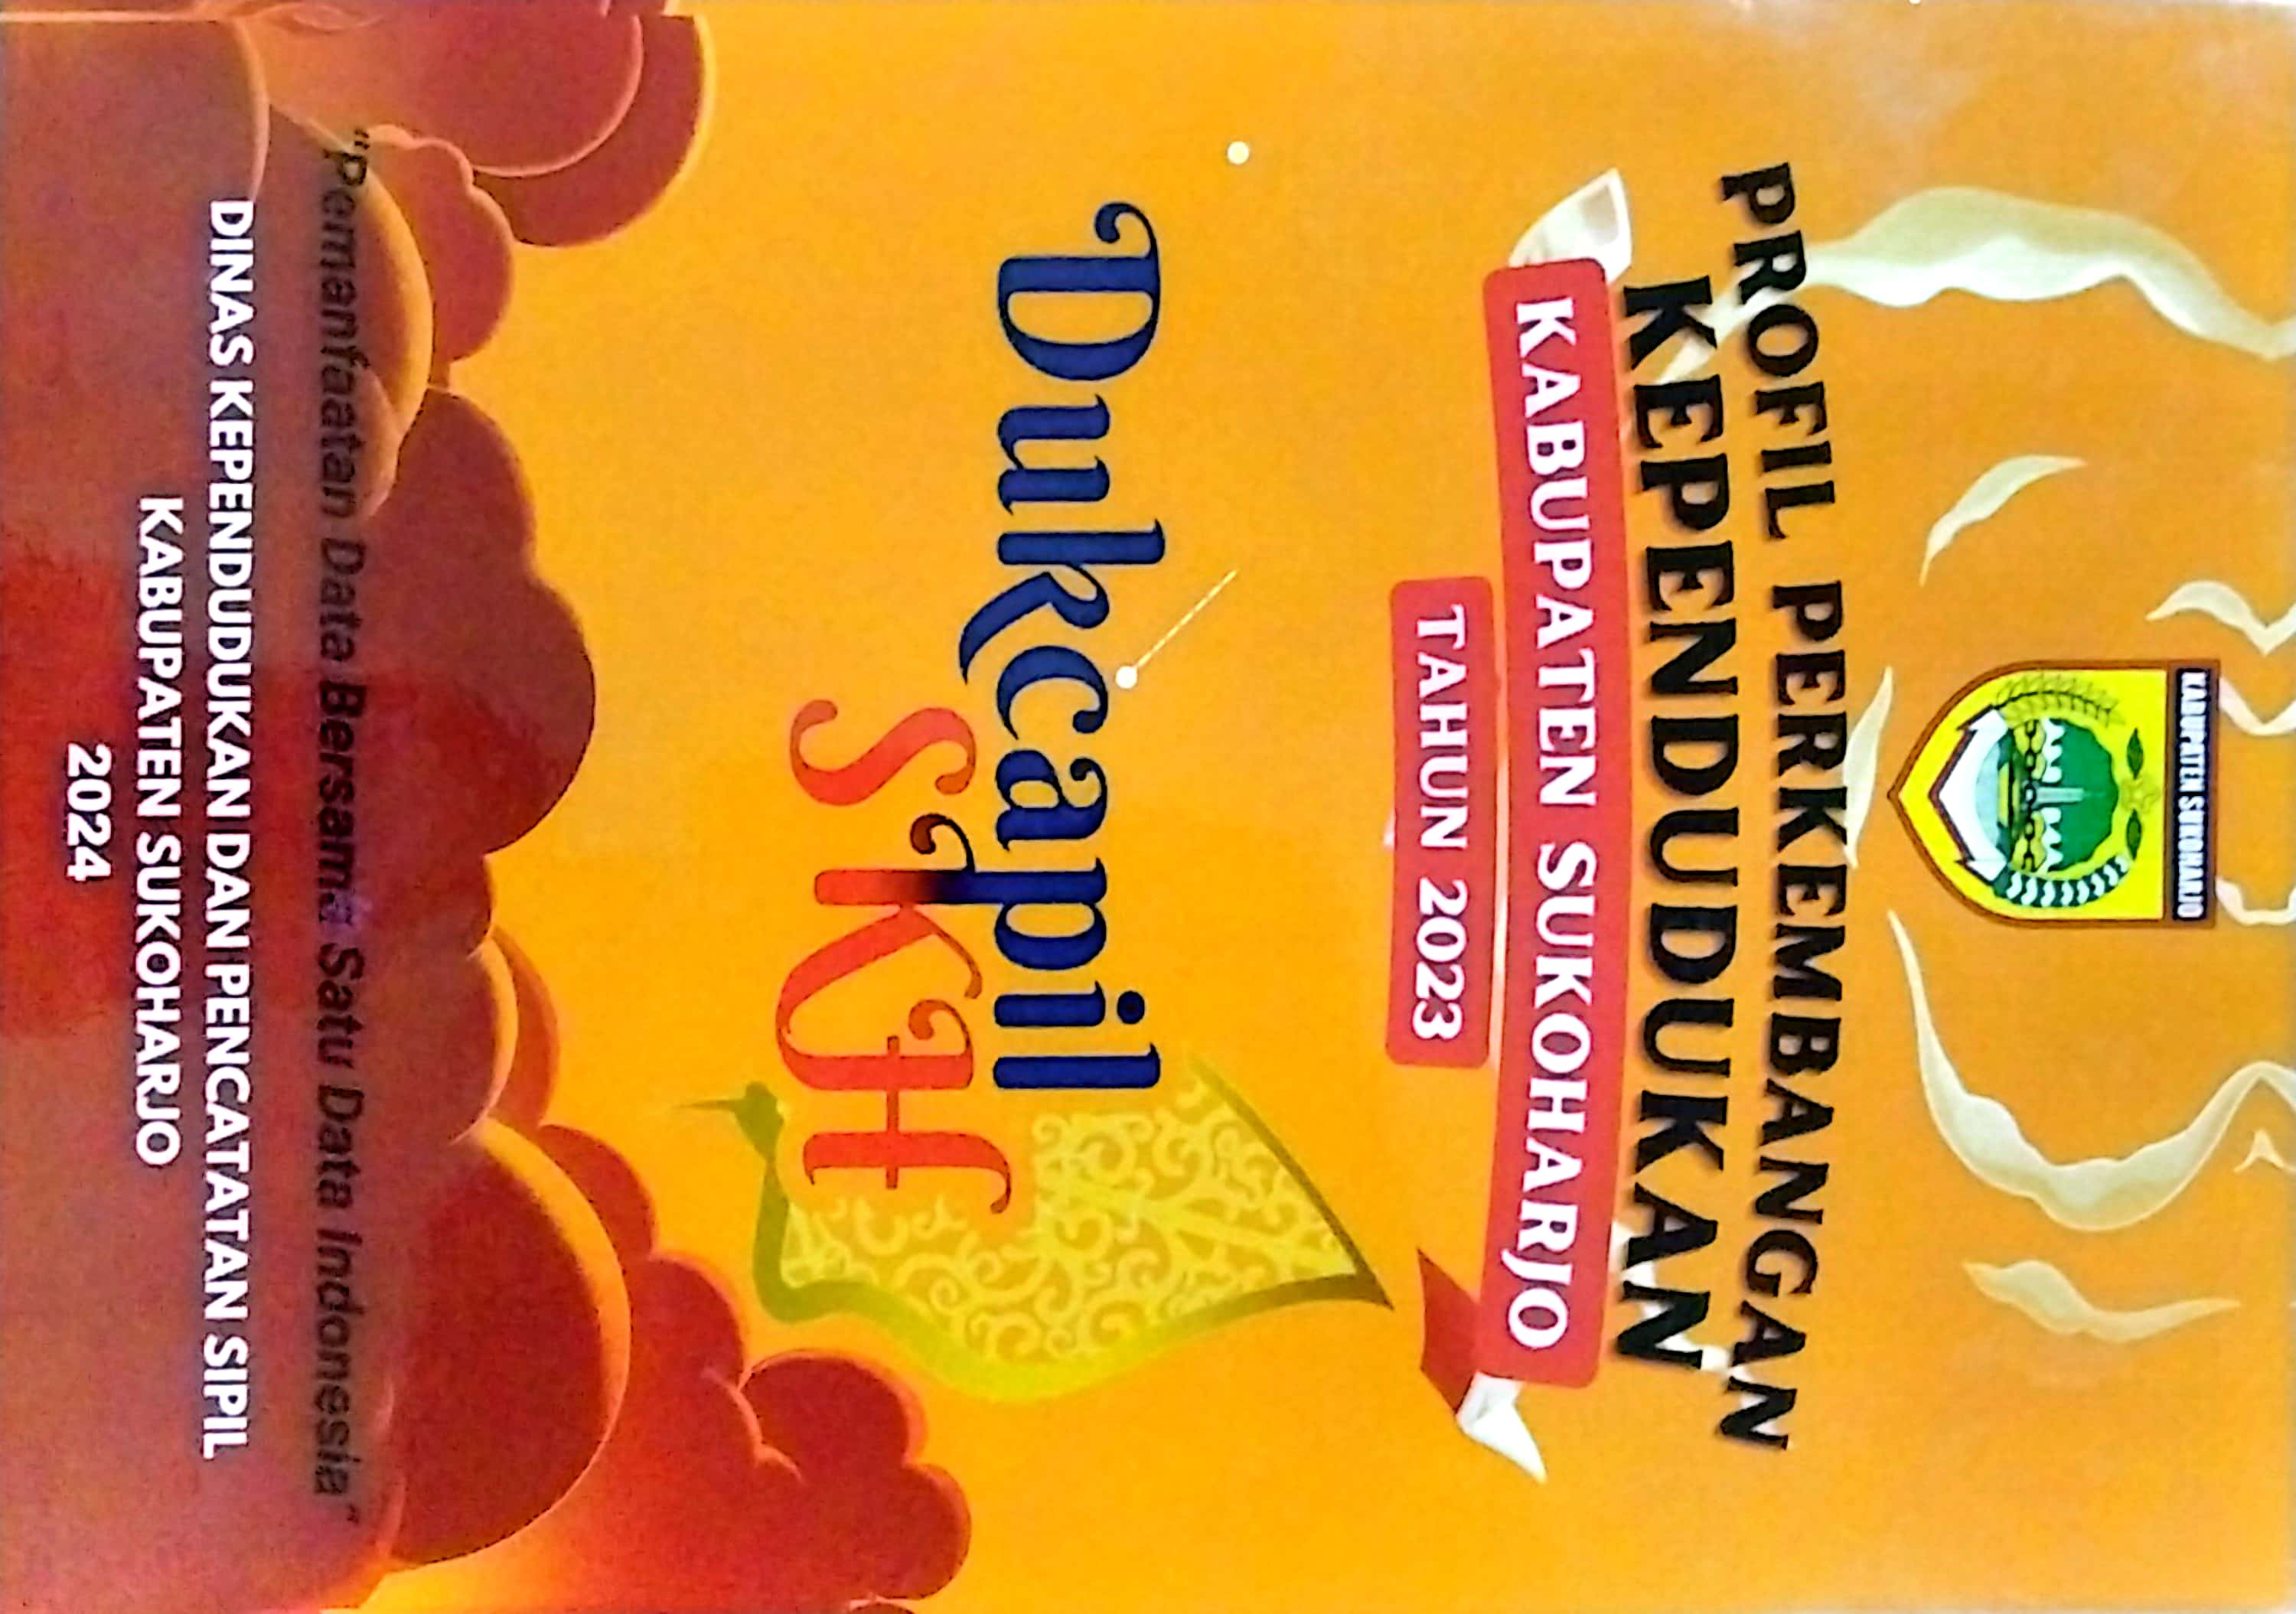 KABUPATEN SUKOHARJO
PROFIL PERKEMBANGAN
KEPENDUDUKAN
KABUPATEN SUKOHARJO
TAHUN 2023
Dukcapil
SKH
"Pemanfaatan Data Bersama Satu Data Indonesia"
DINAS KEPENDUDUKAN DAN PENCATATAN SIPIL
KABUPATEN SUKOHARJO
2024